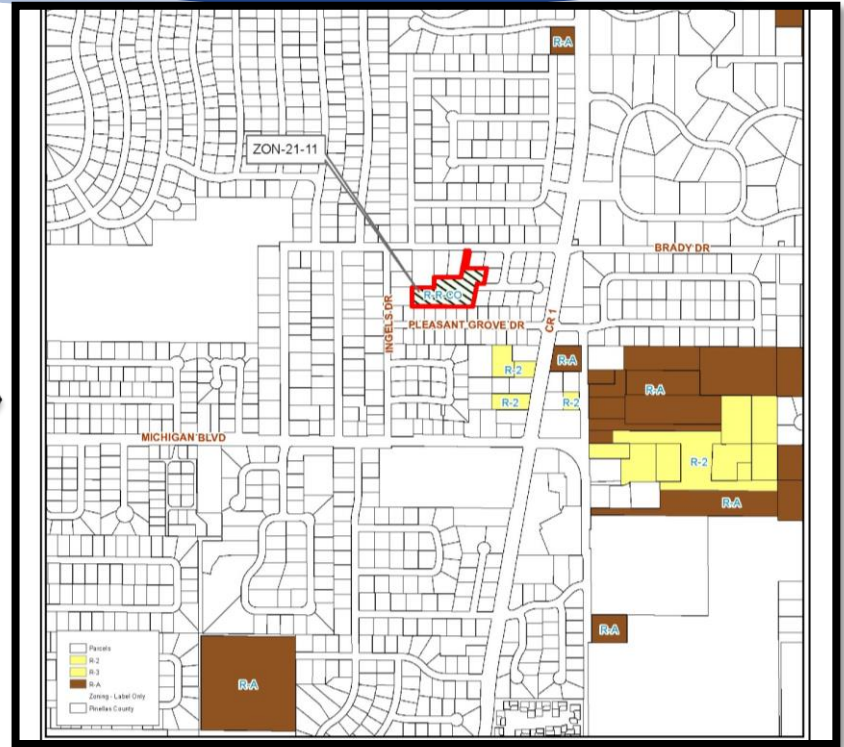 R-A
ZON-21-11
BRADY DR
R-R-CO
INGELS DR
PLEASANT GROVE DR
CR 1
R-2
R-A
R-A
R-2
R-2
MICHIGAN BLVD
R-2
R-A
R-A
R-A
Parcels
R-2
R-3
R-A
Zoning - Label Only
Pinellas County